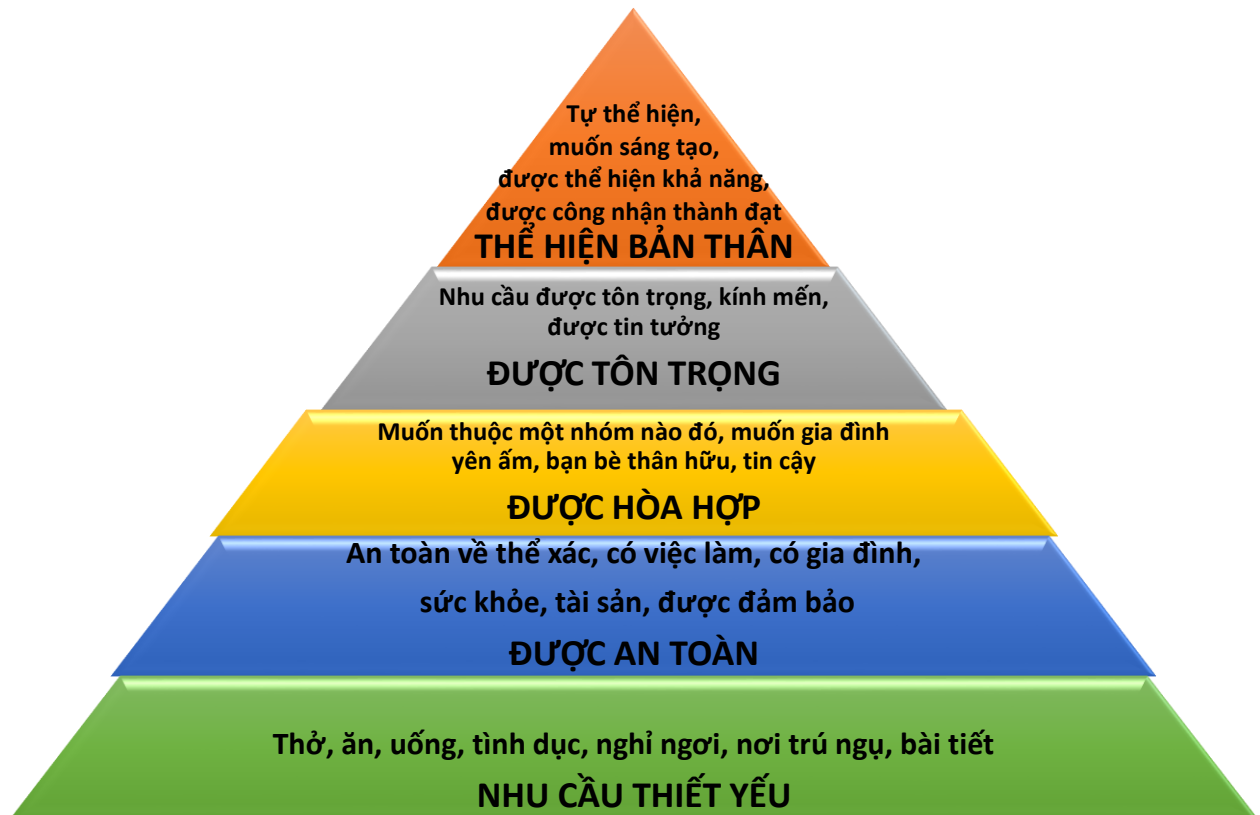 Tự thể hiện,
muốn sáng tạo,
được thể hiện khả năng,
được công nhận thành đạt
THỂ HIỆN BẢN THÂN
Nhu cầu được tôn trọng, kính mến,
được tin tưởng
ĐƯỢC TÔN TRỌNG
Muốn thuộc một nhóm nào đó, muốn gia đình
yên ấm, bạn bè thân hữu, tin cậy
ĐƯỢC HÒA HỢP
An toàn về thể xác, có việc làm, có gia đình,
sức khỏe, tài sản, được đảm bảo
ĐƯỢC AN TOÀN
Thở, ăn, uống, tình dục, nghỉ ngơi, nơi trú ngụ, bài tiết
NHU CẦU THIẾT YẾU